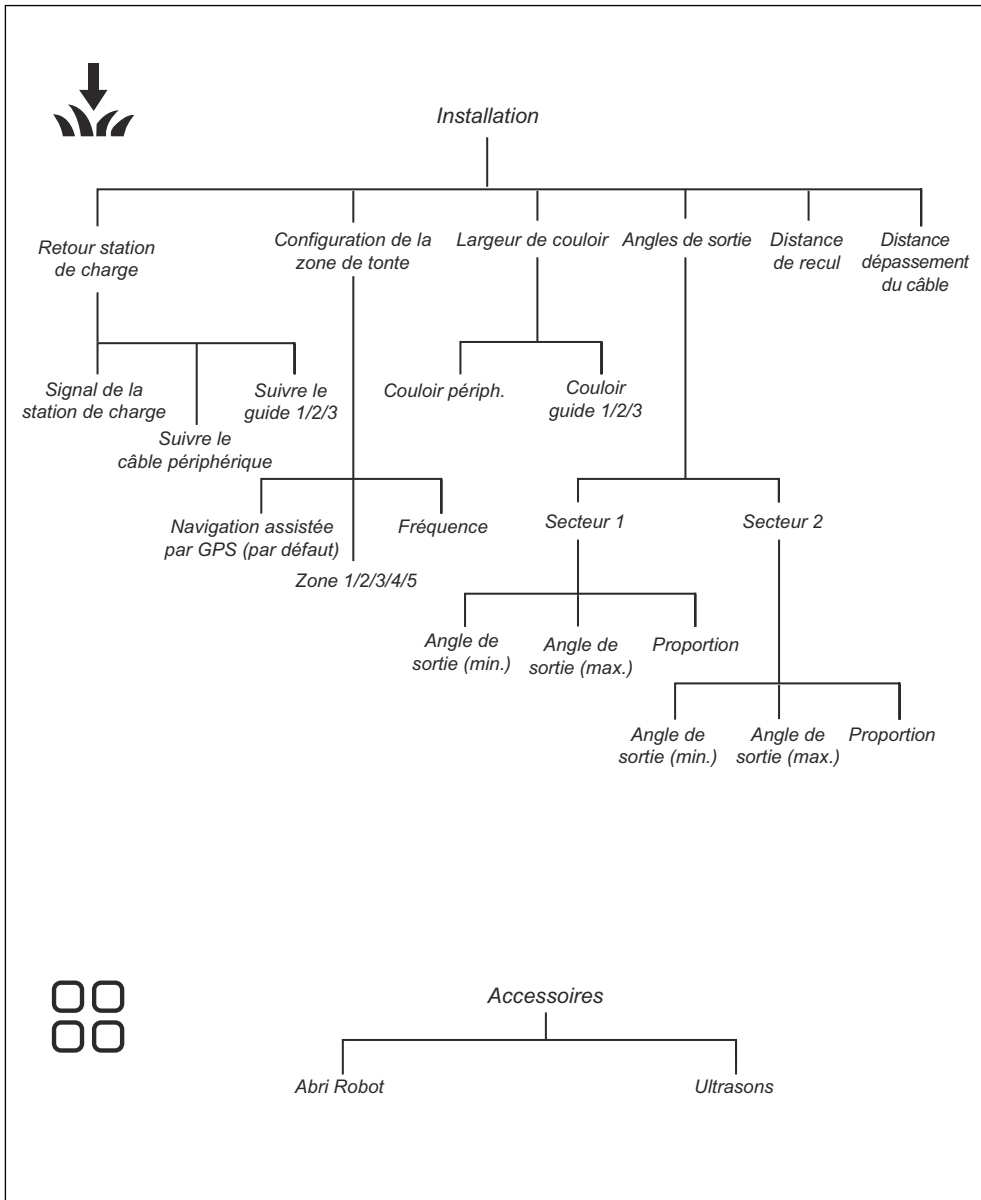 Installation
Retour station
de charge
Configuration de la
zone de tonte
Largeur de couloir
Angles de sortie
Distance
de recul
Distance
dépassement
du câble
Signal de la
station de charge
Suivre le
câble périphérique
Suivre le
guide 1/2/3
Couloir périph.
Couloir
guide 1/2/3
Navigation assistée
par GPS (par défaut)
Zone 1/2/3/4/5
Fréquence
Secteur 1
Secteur 2
Angle de
sortie (min.)
Angle de
sortie (max.)
Proportion
Angle de
sortie (min.)
Angle de
sortie (max.)
Proportion
Accessoires
Abri Robot
Ultrasons